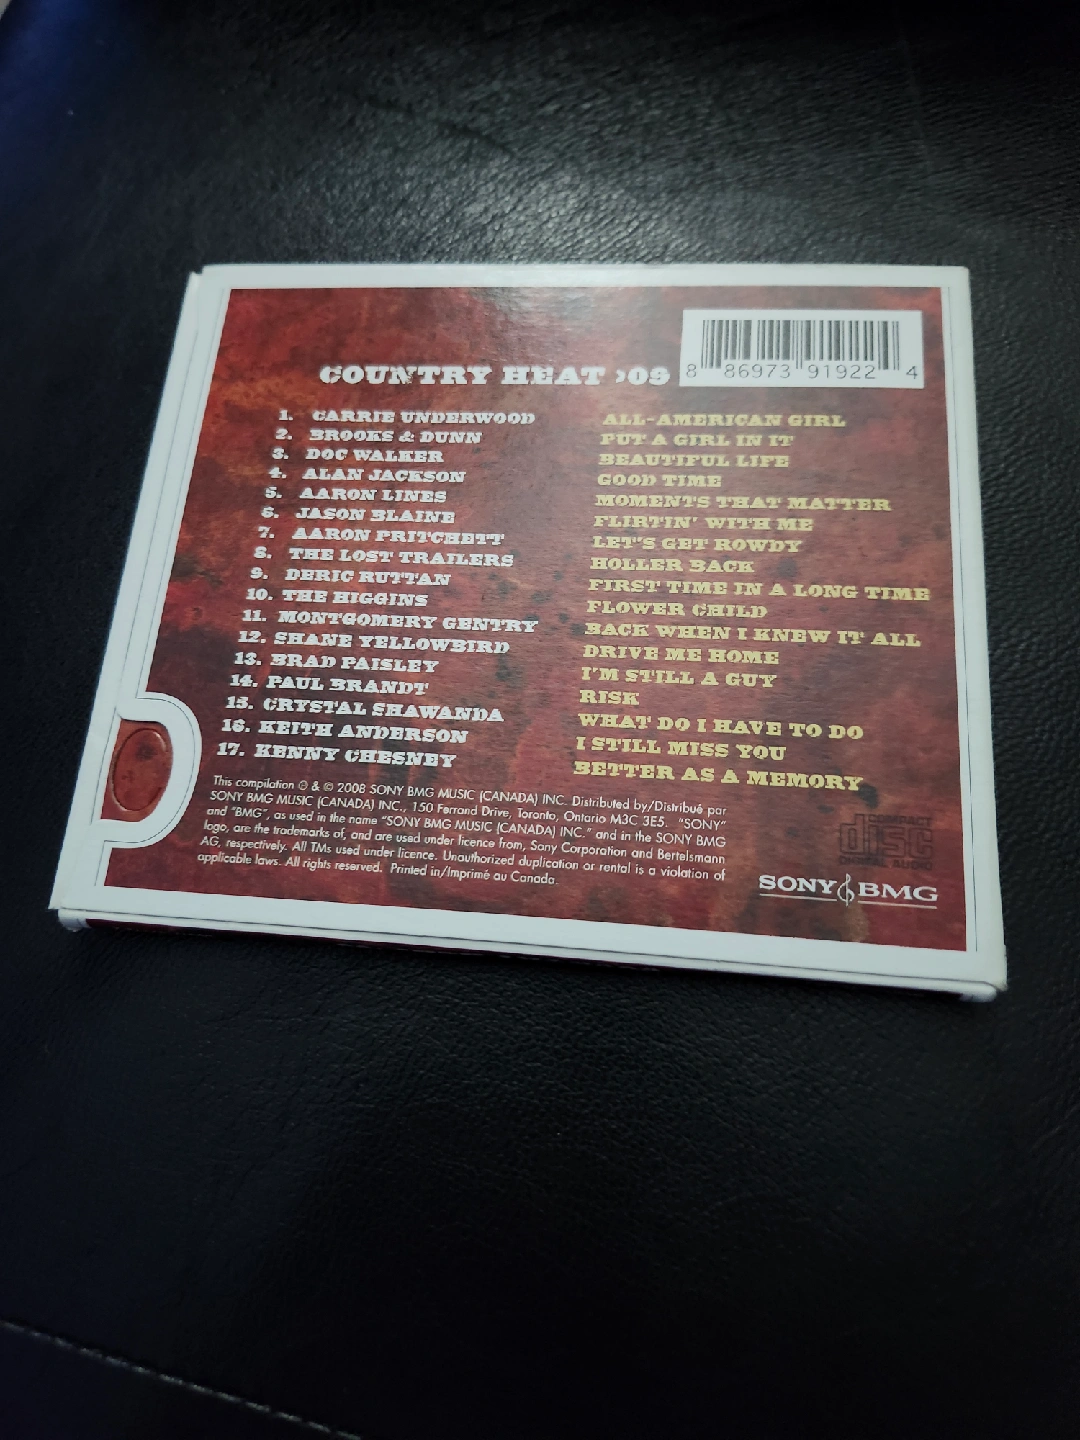 8 86973 91922 4
COUNTRY HEAT '09
1. CARRIE UNDERWOOD ALL-AMERICAN GIRL
2. BROOKS & DUNN PUT A GIRL IN IT
3. DOC WALKER BEAUTIFUL LIFE
4. ALAN JACKSON GOOD TIME
5. AARON LINES MOMENTS THAT MATTER
6. JASON BLAINE FLIRTIN' WITH ME
7. AARON PRITCHETT LET'S GET ROWDY
8. THE LOST TRAILERS HOLLER BACK
9. DERIC RUTTAN FIRST TIME IN A LONG TIME
10. THE HIGGINS FLOWER CHILD
11. MONTGOMERY GENTRY BACK WHEN I KNEW IT ALL
12. SHANE YELLOWBIRD DRIVE ME HOME
13. BRAD PAISLEY I'M STILL A GUY
14. PAUL BRANDT RISK
15. CRYSTAL SHAWANDA WHAT DO I HAVE TO DO
16. KEITH ANDERSON I STILL MISS YOU
17. KENNY CHESNEY BETTER AS A MEMORY
This compilation ℗ & © 2008 SONY BMG MUSIC (CANADA) INC. Distributed by/Distribué par
SONY BMG MUSIC (CANADA) INC., 150 Ferrand Drive, Toronto, Ontario M3C 3E5. "SONY"
and "BMG", as used in the name "SONY BMG MUSIC (CANADA) INC." and in the SONY BMG
logo, are the trademarks of, and are used under licence from, Sony Corporation and Bertelsmann
AG, respectively. All TMs used under licence. Unauthorized duplication or rental is a violation of
applicable laws. All rights reserved. Printed in/Imprimé au Canada.
COMPACT
disc
DIGITAL AUDIO
SONY BMG